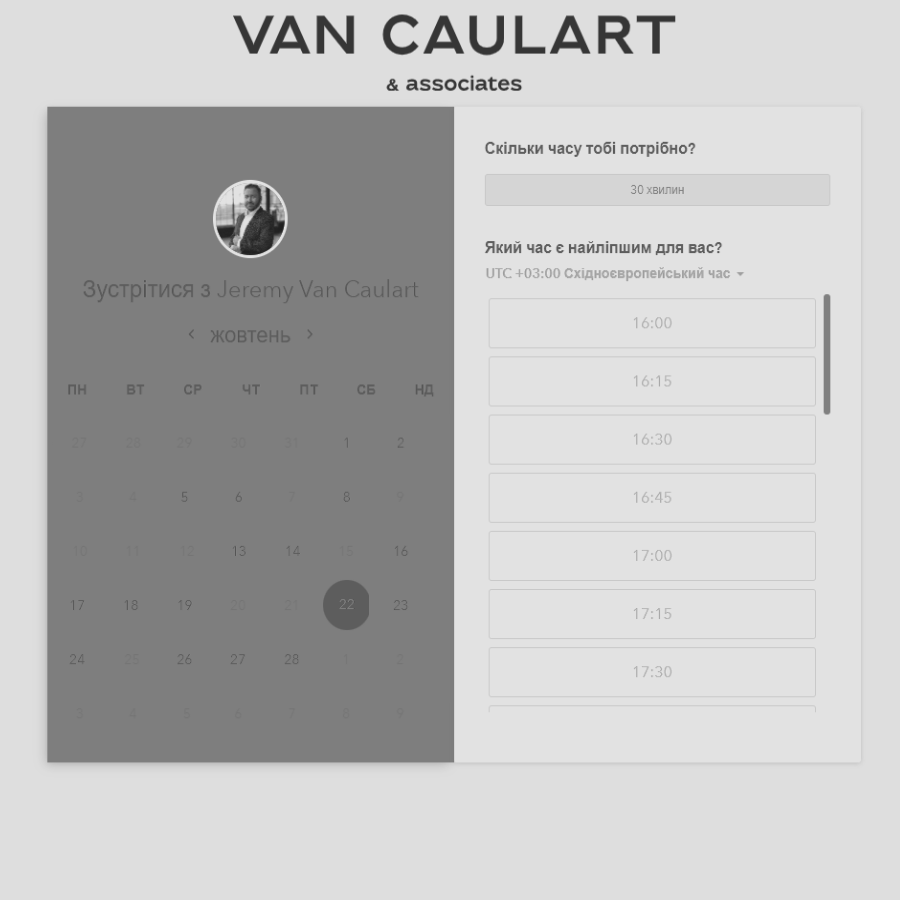 VAN CAULART
& associates
Зустрітися з Jeremy Van Caulart
жовтень
ПН ВТ СР ЧТ ПТ СБ НД
27 28 29 30 31 1 2
3 4 5 6 7 8 9
10 11 12 13 14 15 16
17 18 19 20 21 22 23
24 25 26 27 28 1 2
3 4 5 6 7 8 9
Скільки часу тобі потрібно?
30 хвилин
Який час є найліпшим для вас?
UTC +03:00 Східноєвропейський час
16:00
16:15
16:30
16:45
17:00
17:15
17:30